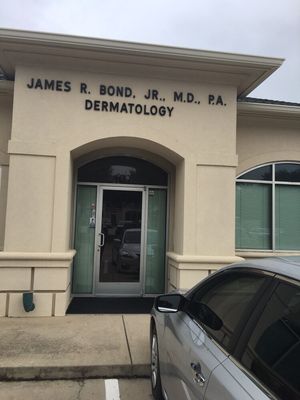 JAMES R. BOND, JR., M.D., P.A.
DERMATOLOGY